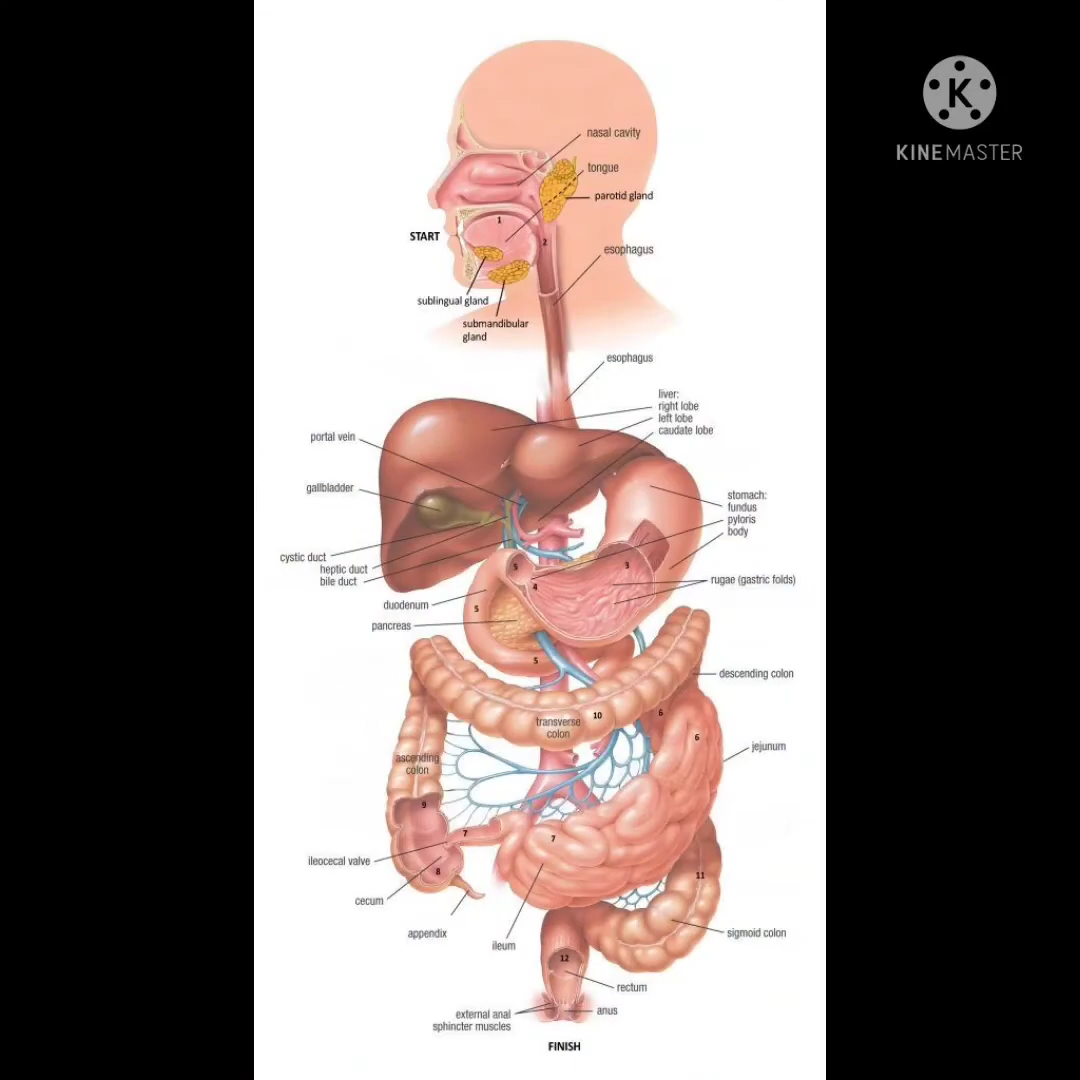 K
KINEMASTER
nasal cavity
tongue
parotid gland
1
START
2
esophagus
sublingual gland
submandibular
gland
esophagus
liver:
right lobe
left lobe
caudate lobe
portal vein
gallbladder
stomach:
fundus
pyloris
body
cystic duct
heptic duct
bile duct
5
3
4
rugae (gastric folds)
duodenum
5
pancreas
5
descending colon
10
6
transverse
colon
6
jejunum
ascending
colon
9
7
7
ileocecal valve
8
11
cecum
appendix
ileum
sigmoid colon
12
rectum
external anal
sphincter muscles
anus
FINISH